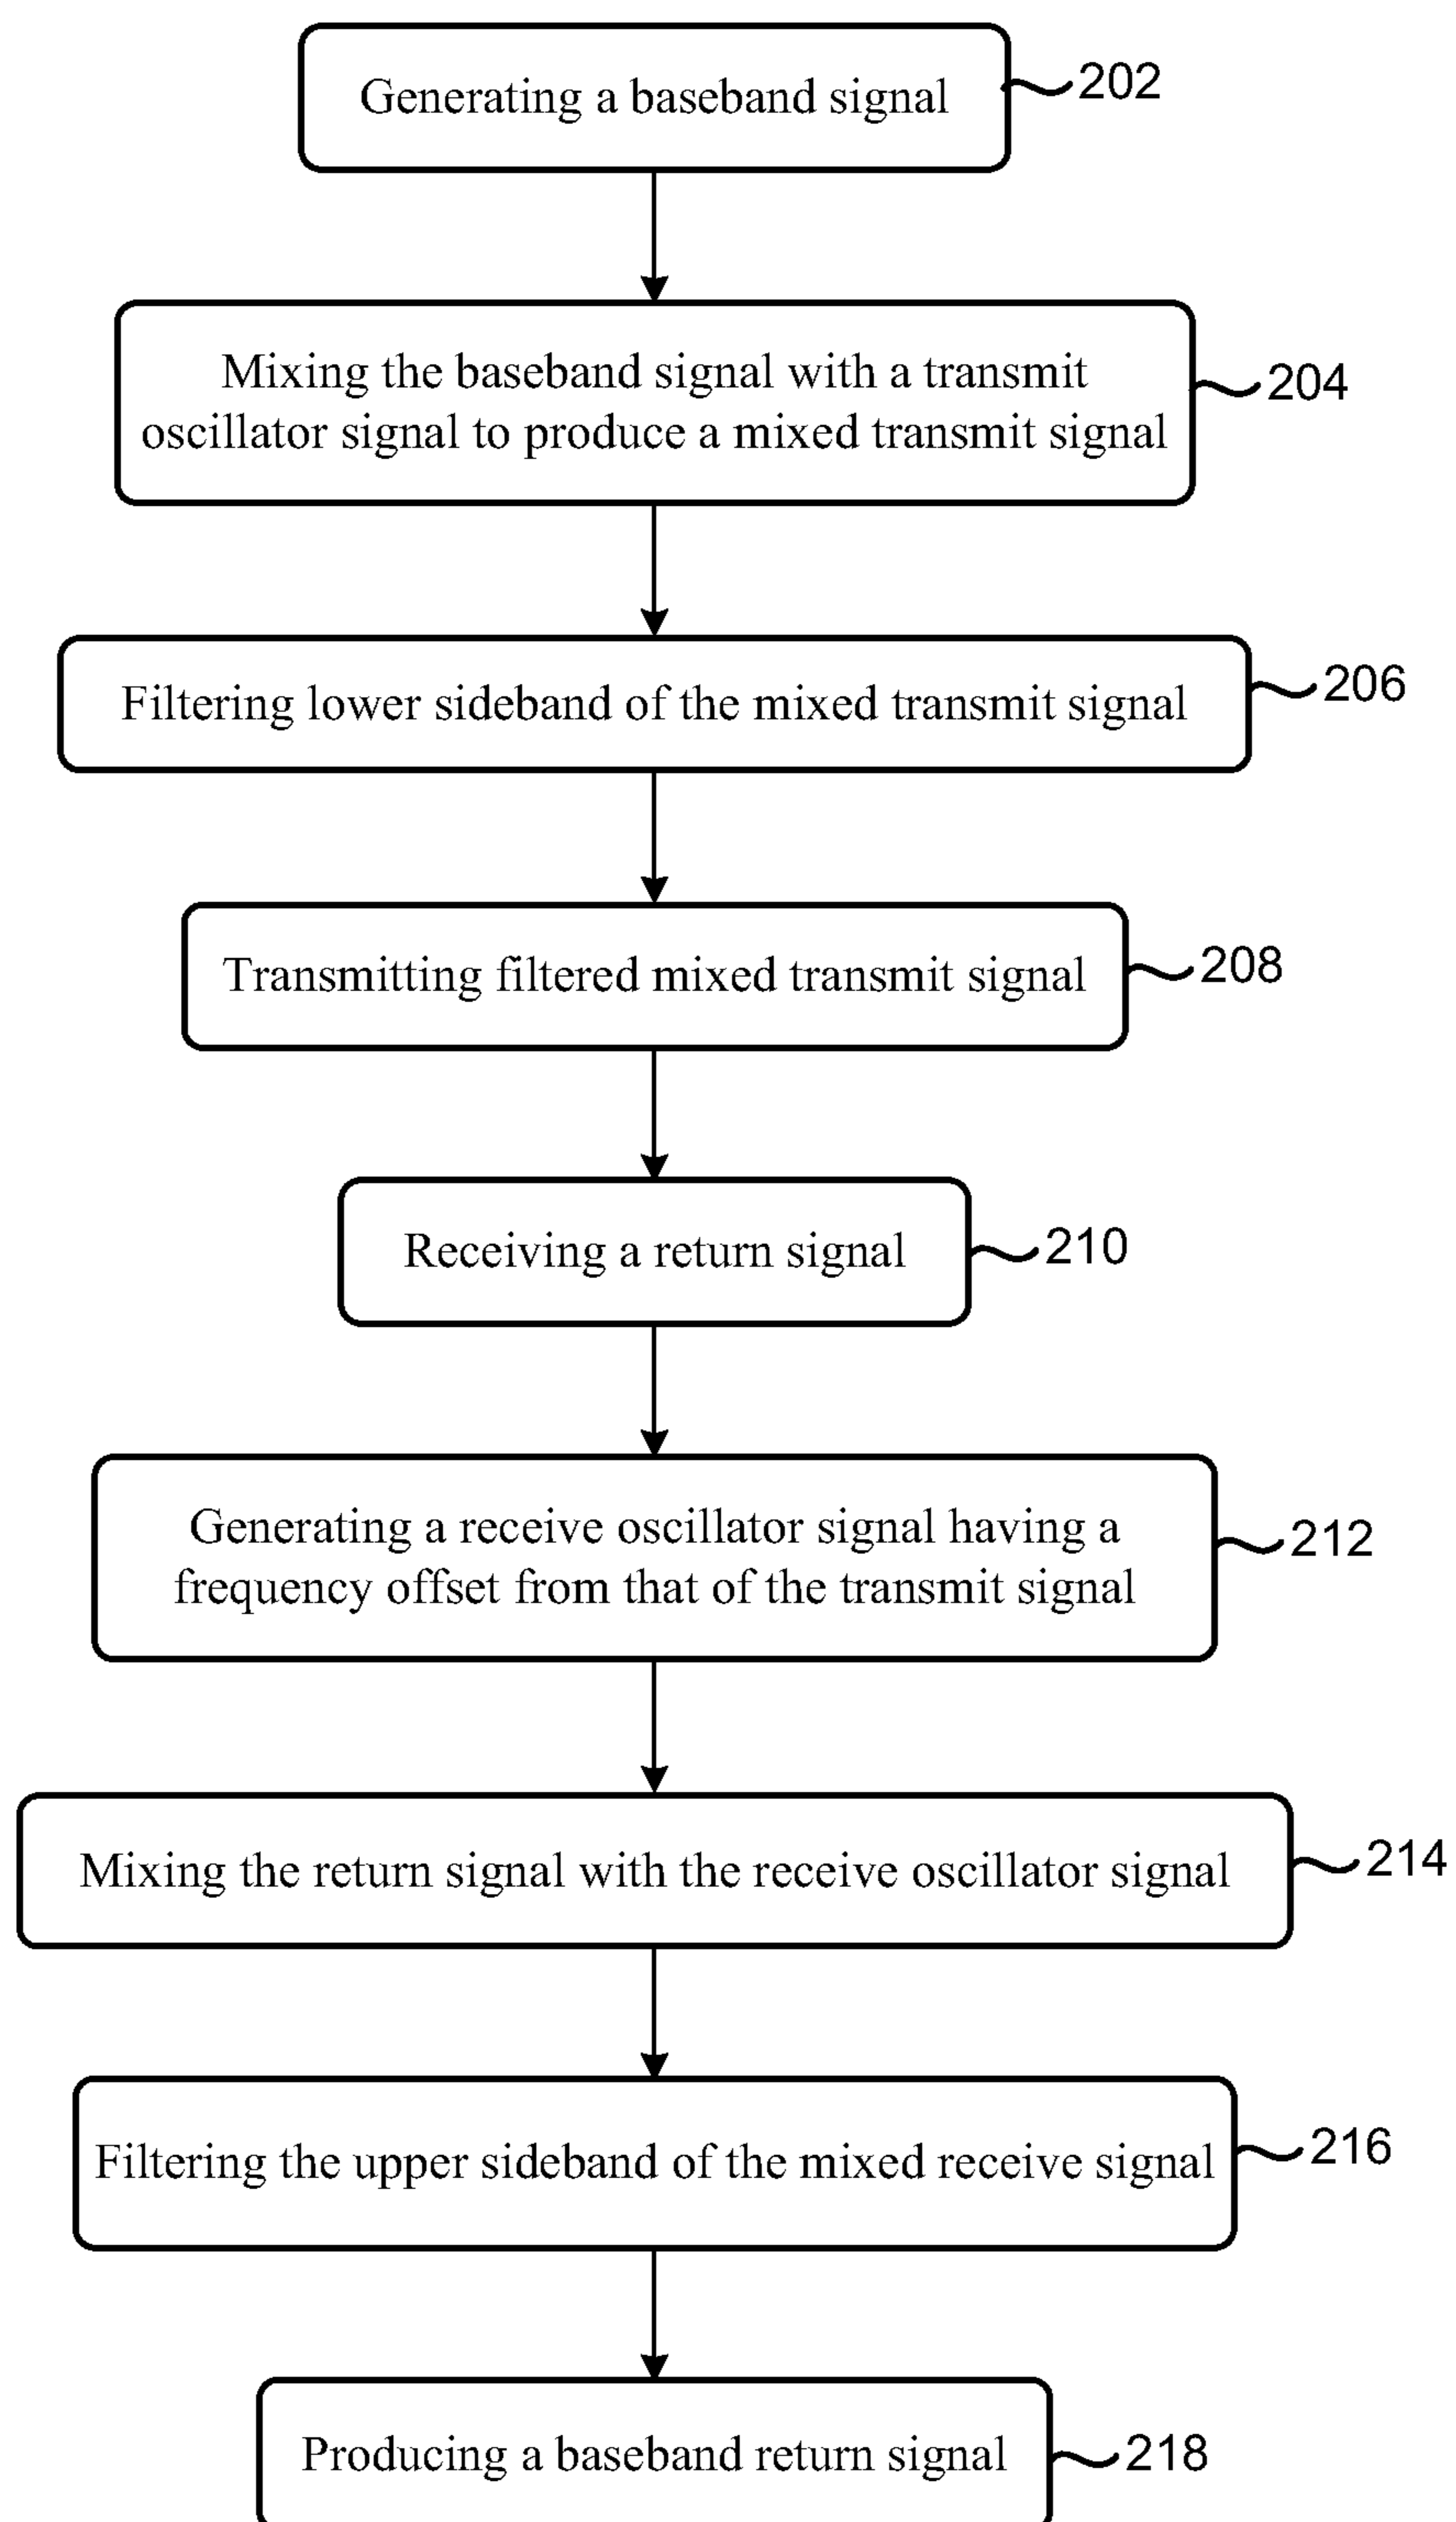 Generating a baseband signal
202
Mixing the baseband signal with a transmit
oscillator signal to produce a mixed transmit signal
204
Filtering lower sideband of the mixed transmit signal
206
Transmitting filtered mixed transmit signal
208
Receiving a return signal
210
Generating a receive oscillator signal having a
frequency offset from that of the transmit signal
212
Mixing the return signal with the receive oscillator signal
214
Filtering the upper sideband of the mixed receive signal
216
Producing a baseband return signal
218